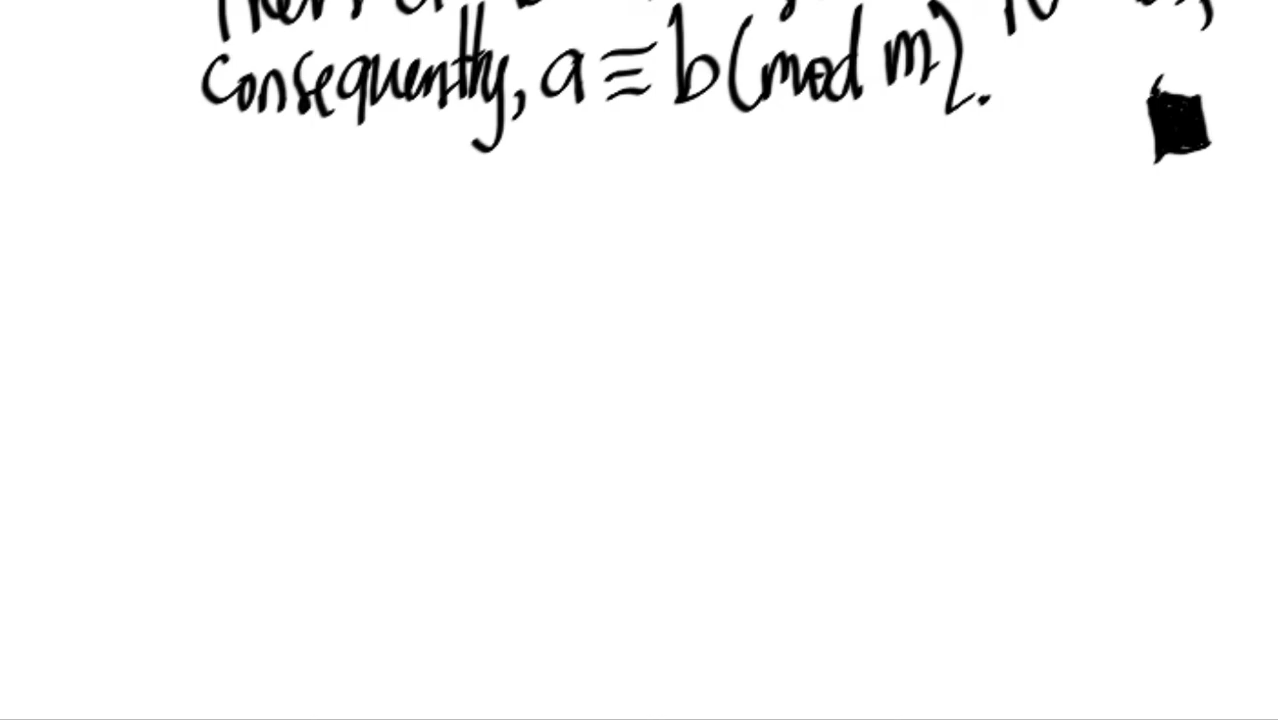 Consequently, a ≡ b (mod m).